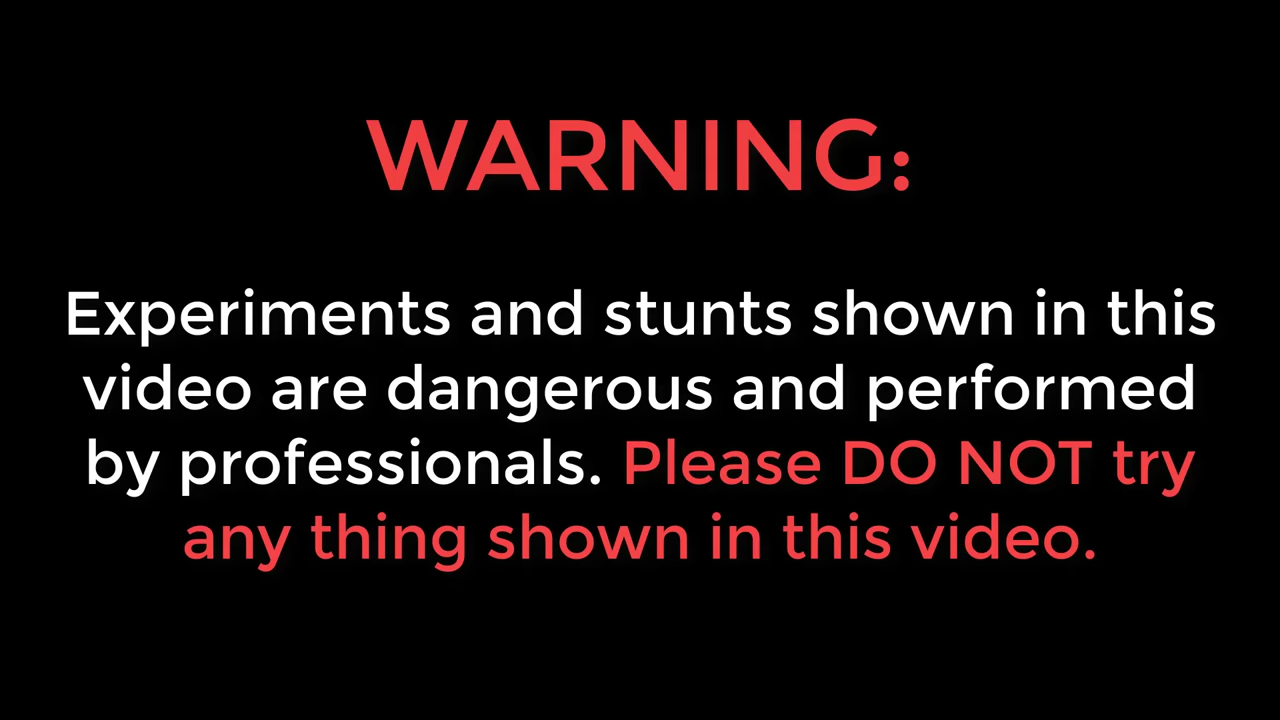 WARNING:
Experiments and stunts shown in this
video are dangerous and performed
by professionals. Please DO NOT try
any thing shown in this video.